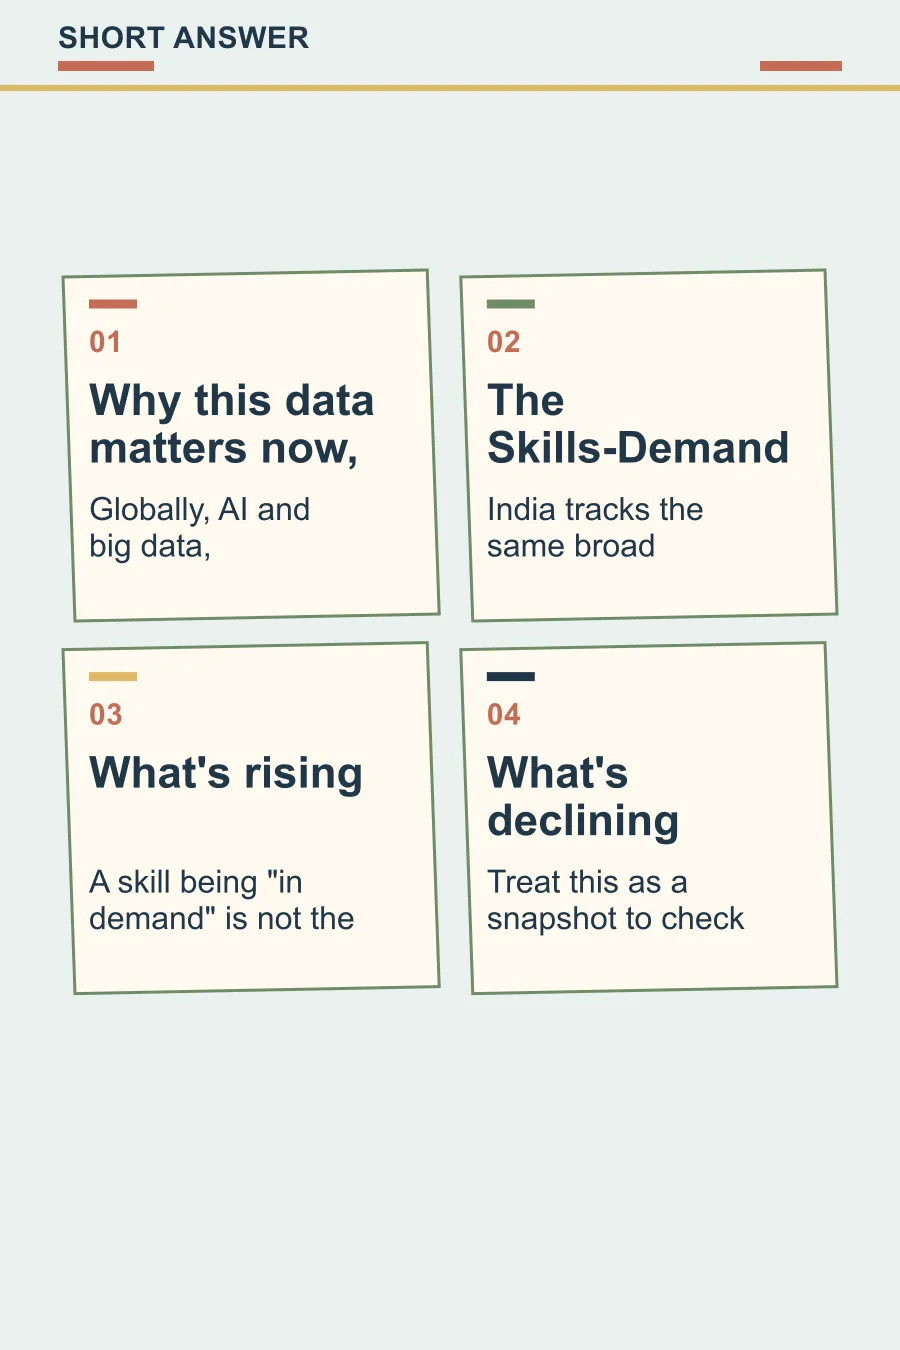 SHORT ANSWER
01
Why this data
matters now,
Globally, AI and
big data,
02
The
Skills-Demand
India tracks the
same broad
03
What's rising
A skill being "in
demand" is not the
04
What's
declining
Treat this as a
snapshot to check